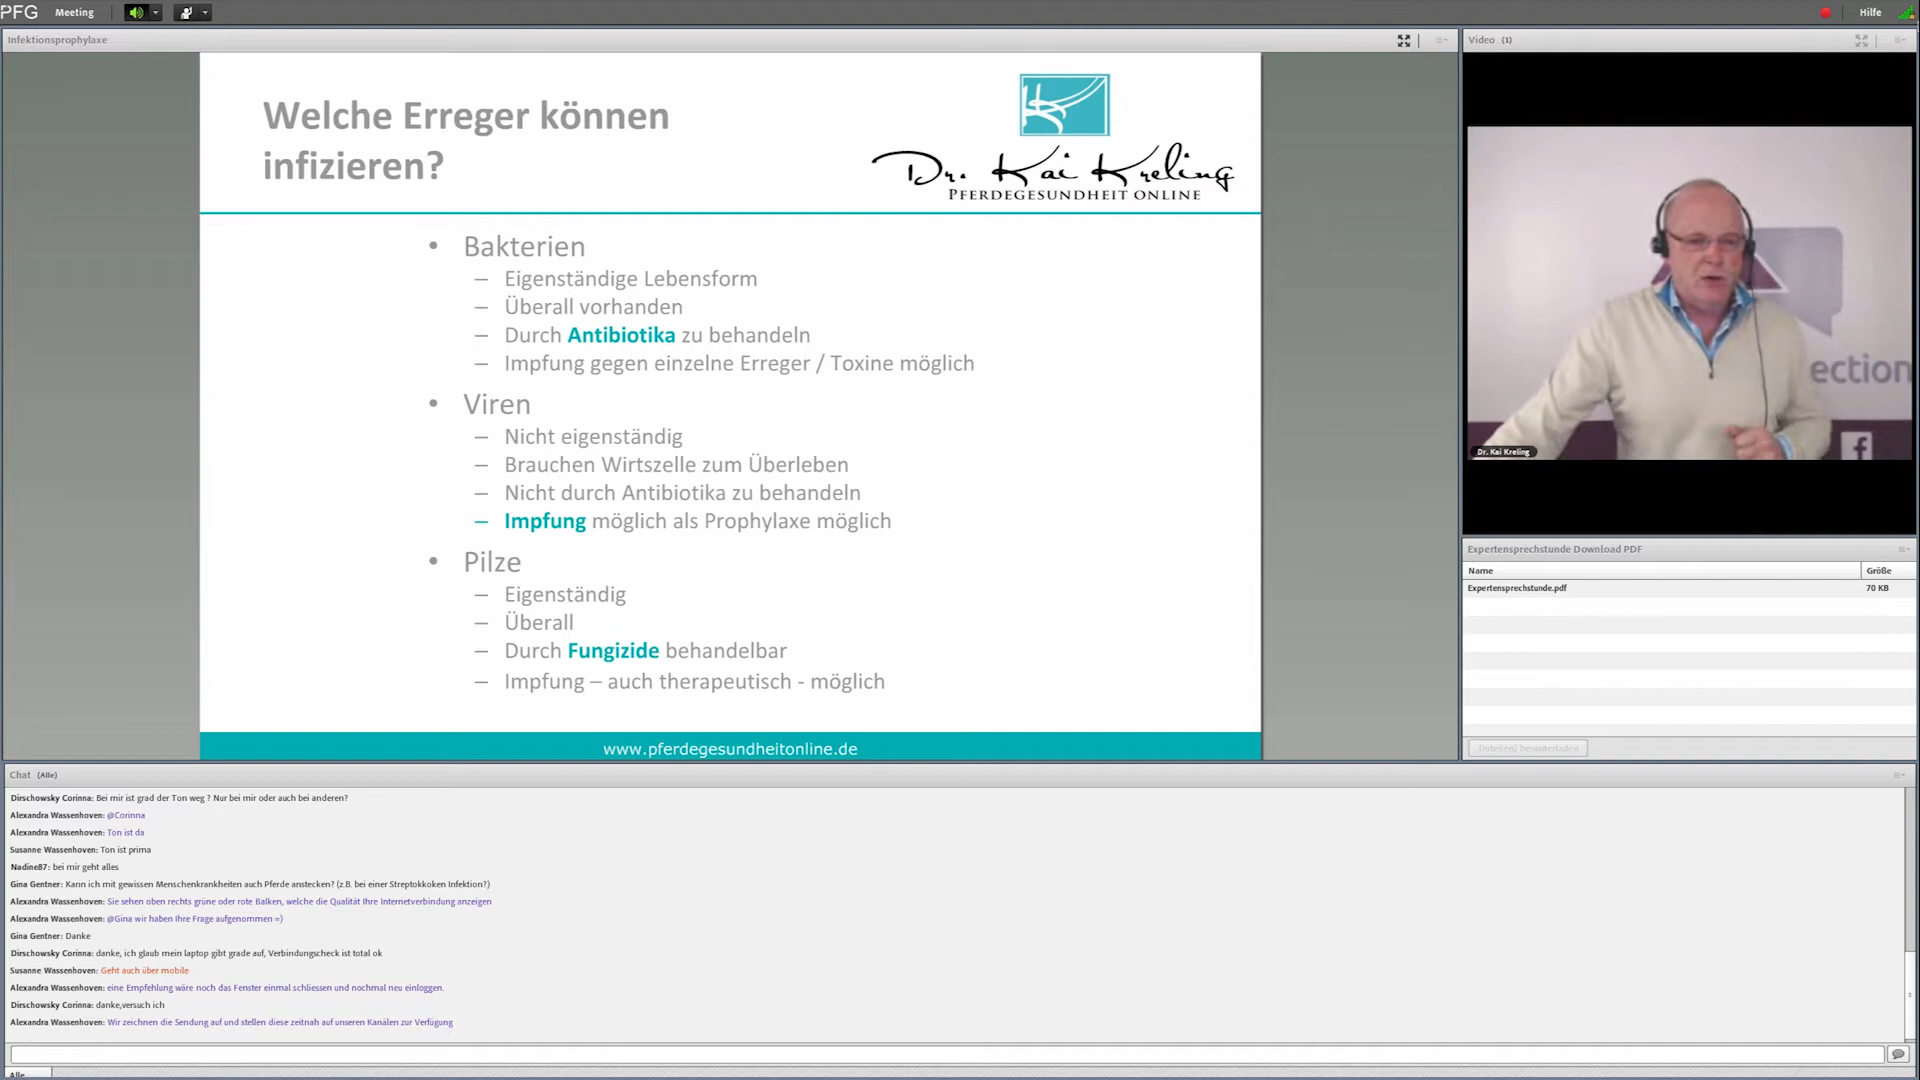 PFG
Meeting
Hilfe
Infektionsprophylaxe
Welche Erreger können
infizieren?
Dr. Kai Kreling
PFERDEGESUNDHEIT ONLINE
• Bakterien
– Eigenständige Lebensform
– Überall vorhanden
– Durch Antibiotika zu behandeln
– Impfung gegen einzelne Erreger / Toxine möglich
• Viren
– Nicht eigenständig
– Brauchen Wirtszelle zum Überleben
– Nicht durch Antibiotika zu behandeln
– Impfung möglich als Prophylaxe möglich
• Pilze
– Eigenständig
– Überall
– Durch Fungizide behandelbar
– Impfung – auch therapeutisch - möglich
www.pferdegesundheitonline.de
Video (1)
ection
Dr. Kai Kreling
Expertensprechstunde Download PDF
Name Größe
Expertensprechstunde.pdf 70 KB
Datei(en) herunterladen
Chat (Alle)
Dirschowsky Corinna: Bei mir ist grad der Ton weg ? Nur bei mir oder auch bei anderen?
Alexandra Wassenhoven: @Corinna
Alexandra Wassenhoven: Ton ist da
Susanne Wassenhoven: Ton ist prima
Nadine87: bei mir geht alles
Gina Gentner: Kann ich mit gewissen Menschenkrankheiten auch Pferde anstecken? (z.B. bei einer Streptokkoken Infektion?)
Alexandra Wassenhoven: Sie sehen oben rechts grüne oder rote Balken, welche die Qualität Ihre Internetverbindung anzeigen
Alexandra Wassenhoven: @Gina wir haben Ihre Frage aufgenommen =)
Gina Gentner: Danke
Dirschowsky Corinna: danke, ich glaub mein laptop gibt grade auf, Verbindungscheck ist total ok
Susanne Wassenhoven: Geht auch über mobile
Alexandra Wassenhoven: eine Empfehlung wäre noch das Fenster einmal schliessen und nochmal neu einloggen.
Dirschowsky Corinna: danke,versuch ich
Alexandra Wassenhoven: Wir zeichnen die Sendung auf und stellen diese zeitnah auf unseren Kanälen zur Verfügung
Alle